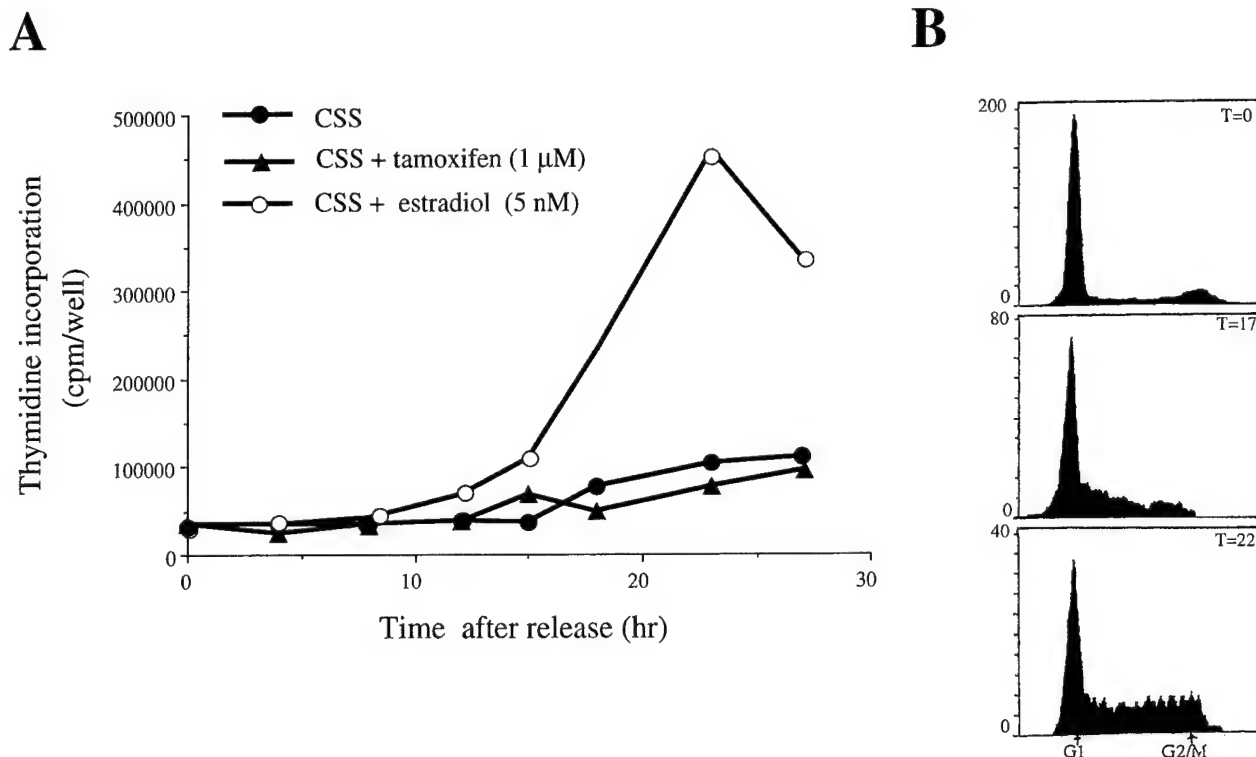 A
B
500000
400000
300000
200000
100000
0
Thymidine incorporation
(cpm/well)
CSS
CSS + tamoxifen (1 μM)
CSS + estradiol (5 nM)
0
10
20
30
Time after release (hr)
200
T=0
0
80
T=17
0
40
T=22
0
G1
G2/M